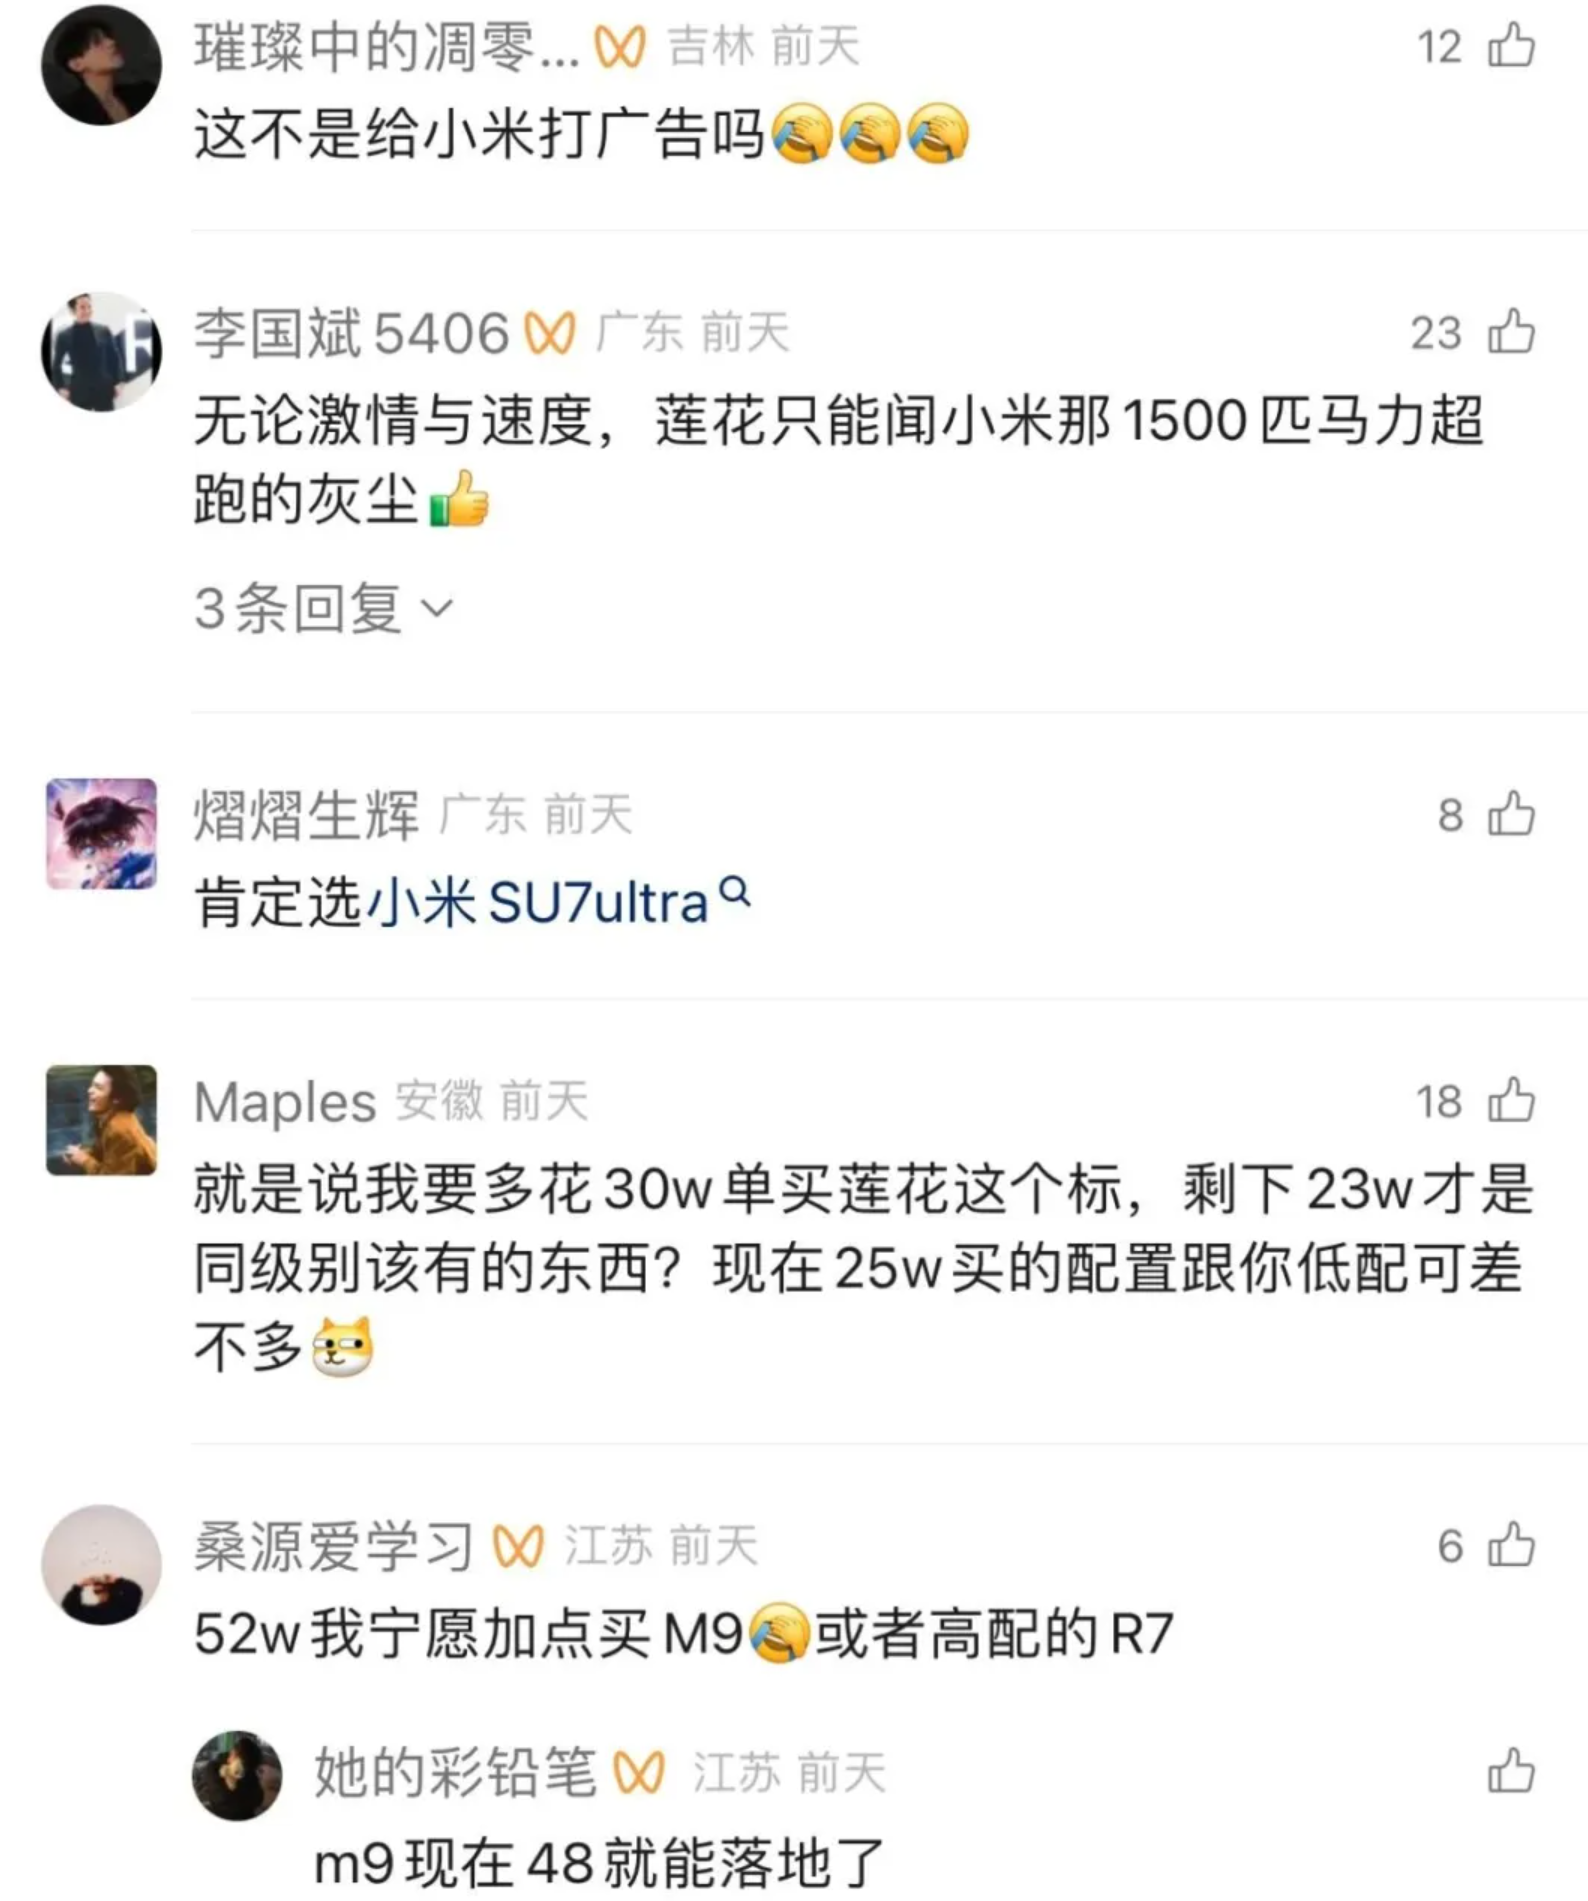 璀璨中的凋零... 吉林 前天 12
这不是给小米打广告吗🤦🤦🤦
李国斌5406 广东 前天 23
无论激情与速度，莲花只能闻小米那1500匹马力超
跑的灰尘👍
3条回复
熠熠生辉 广东 前天 8
肯定选小米SU7ultra
Maples 安徽 前天 18
就是说我要多花30w单买莲花这个标，剩下23w才是
同级别该有的东西？现在25w买的配置跟你低配可差
不多
桑源爱学习 江苏 前天 6
52w我宁愿加点买M9🤦或者高配的R7
她的彩铅笔 江苏 前天
m9现在48就能落地了